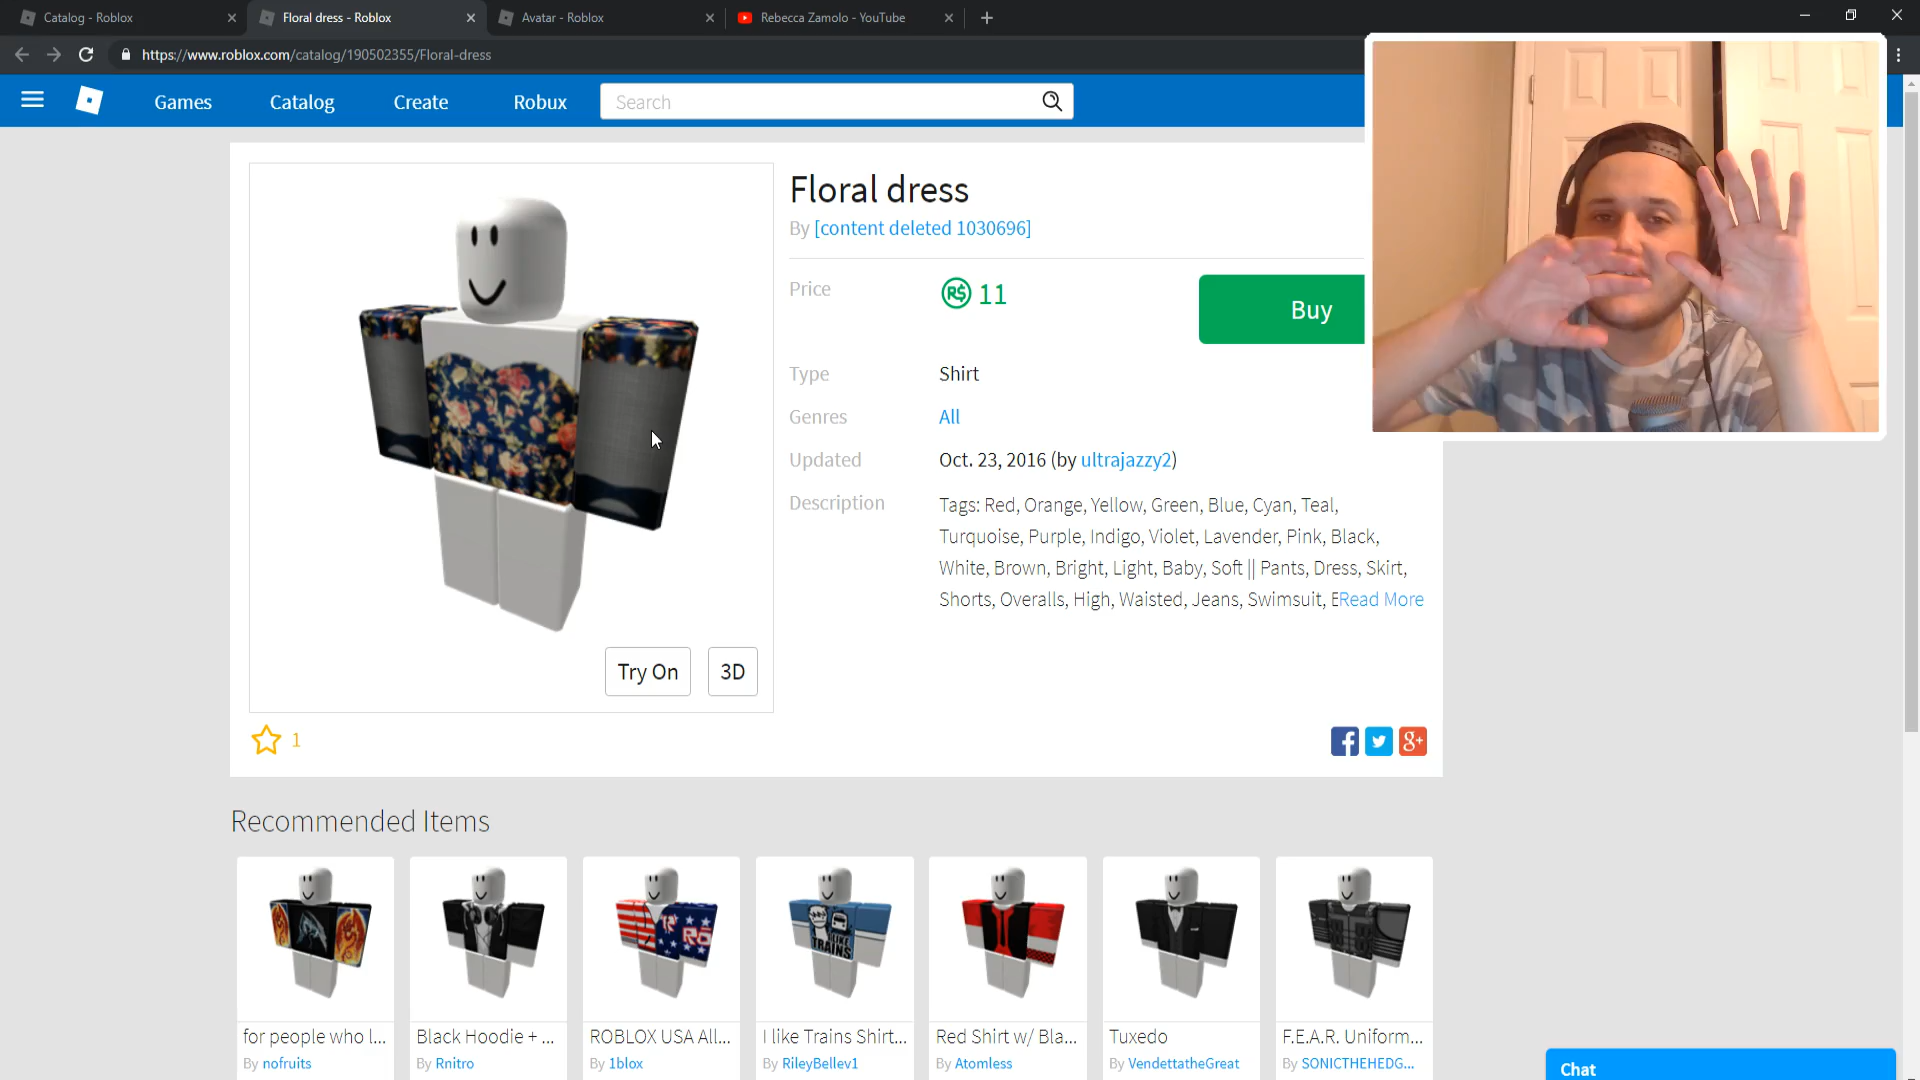 Catalog - Roblox
Floral dress - Roblox
Avatar - Roblox
Rebecca Zamolo - YouTube
https://www.roblox.com/catalog/190502355/Floral-dress
Games Catalog Create Robux Search
Floral dress
By [content deleted 1030696]
Price R$ 11
Buy
Type Shirt
Genres All
Updated Oct. 23, 2016 (by ultrajazzy2)
Description Tags: Red, Orange, Yellow, Green, Blue, Cyan, Teal,
Turquoise, Purple, Indigo, Violet, Lavender, Pink, Black,
White, Brown, Bright, Light, Baby, Soft || Pants, Dress, Skirt,
Shorts, Overalls, High, Waisted, Jeans, Swimsuit, ERead More
Try On 3D
1
Recommended Items
I LIKE TRAINS
for people who l... Black Hoodie + ... ROBLOX USA All... I like Trains Shirt... Red Shirt w/ Bla... Tuxedo F.E.A.R. Uniform...
By nofruits By Rnitro By 1blox By RileyBellev1 By Atomless By VendettatheGreat By SONICTHEHEDG...
Chat